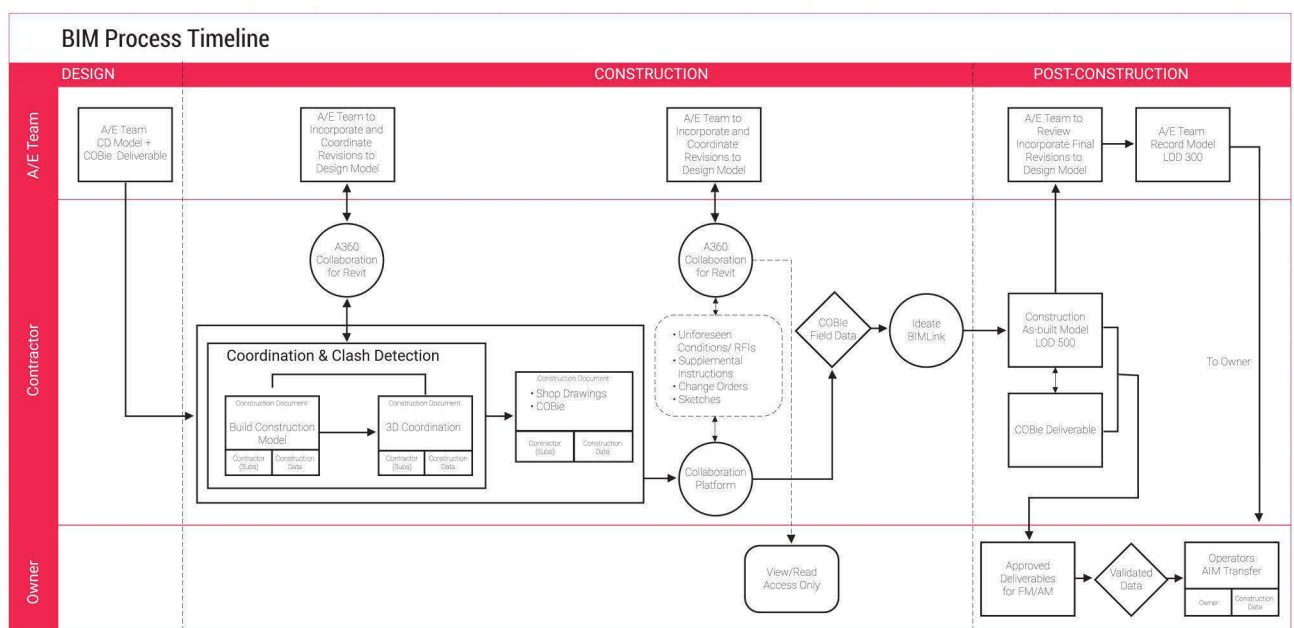 BIM Process Timeline
DESIGN
CONSTRUCTION
POST-CONSTRUCTION
A/E Team
A/E Team
CD Model +
COBie Deliverable
A/E Team to
Incorporate and
Coordinate
Revisions to
Design Model
A/E Team to
Incorporate and
Coordinate
Revisions to
Design Model
A/E Team to
Review
Incorporate Final
Revisions to
Design Model
A/E Team
Record Model
LOD 300
Contractor
A360
Collaboration
for Revit
A360
Collaboration
for Revit
Coordination & Clash Detection
Construction Document
Build Construction
Model
Contractor
(Subs)
Construction
Data
Construction Document
3D Coordination
Contractor
(Subs)
Construction
Data
Construction Document
• Shop Drawings
• COBie
Contractor
(Subs)
Construction
Data
• Unforeseen
Conditions/ RFIs
• Supplemental
Instructions
• Change Orders
• Sketches
Collaboration
Platform
COBIe
Field Data
Ideate
BIMLink
Construction
As-built Model
LOD 500
COBIe Deliverable
To Owner
Owner
View/Read
Access Only
Approved
Deliverables
for FM/AM
Validated
Data
Operators
AIM Transfer
Owner
Construction
Data